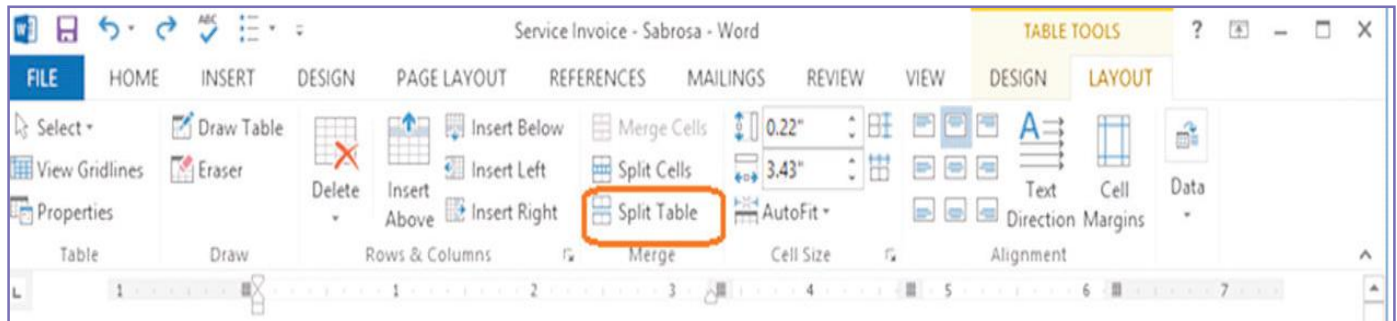 ABC Service Invoice - Sabrosa - Word TABLE TOOLS ?
FILE HOME INSERT DESIGN PAGE LAYOUT REFERENCES MAILINGS REVIEW VIEW DESIGN LAYOUT
Select Draw Table Insert Below Merge Cells 0.22" A
View Gridlines Eraser Insert Left Split Cells 3.43"
Delete Insert Text Cell Data
Properties Above Insert Right Split Table AutoFit Direction Margins
Table Draw Rows & Columns Merge Cell Size Alignment
L 1 1 2 3 4 5 6 7